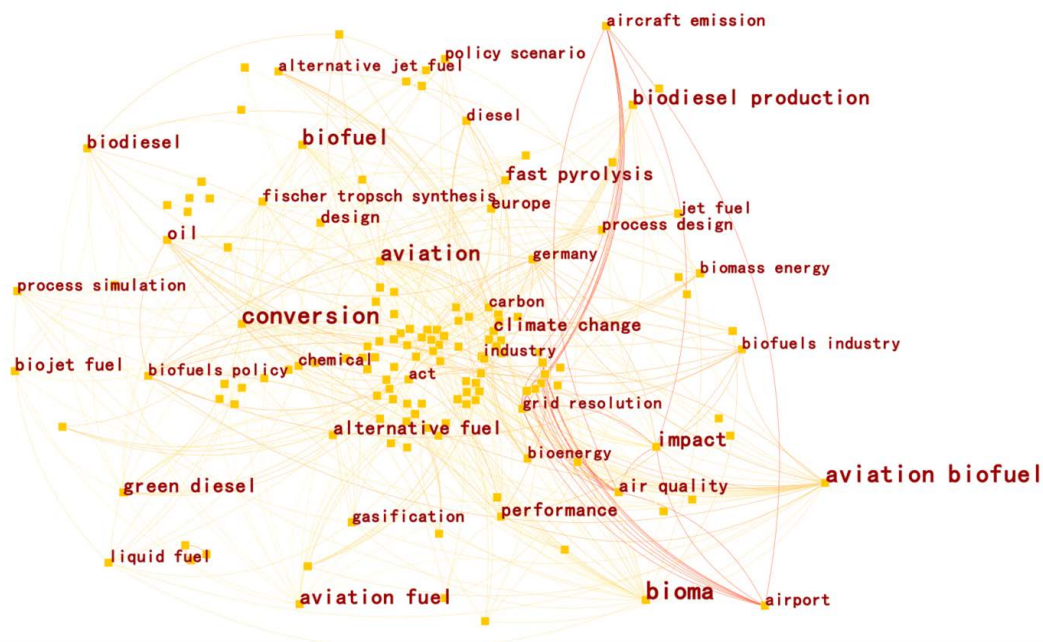 aircraft emission
policy scenario
alternative jet fuel
biodiesel production
diesel
biodiesel
biofuel
fast pyrolysis
fischer tropsch synthesis
europe
jet fuel
design
process design
oil
aviation
germany
biomass energy
process simulation
carbon
conversion
climate change
biofuels industry
industry
chemical
biojet fuel
biofuels policy
act
grid resolution
alternative fuel
impact
bioenergy
aviation biofuel
green diesel
air quality
performance
gasification
liquid fuel
bioma
aviation fuel
airport